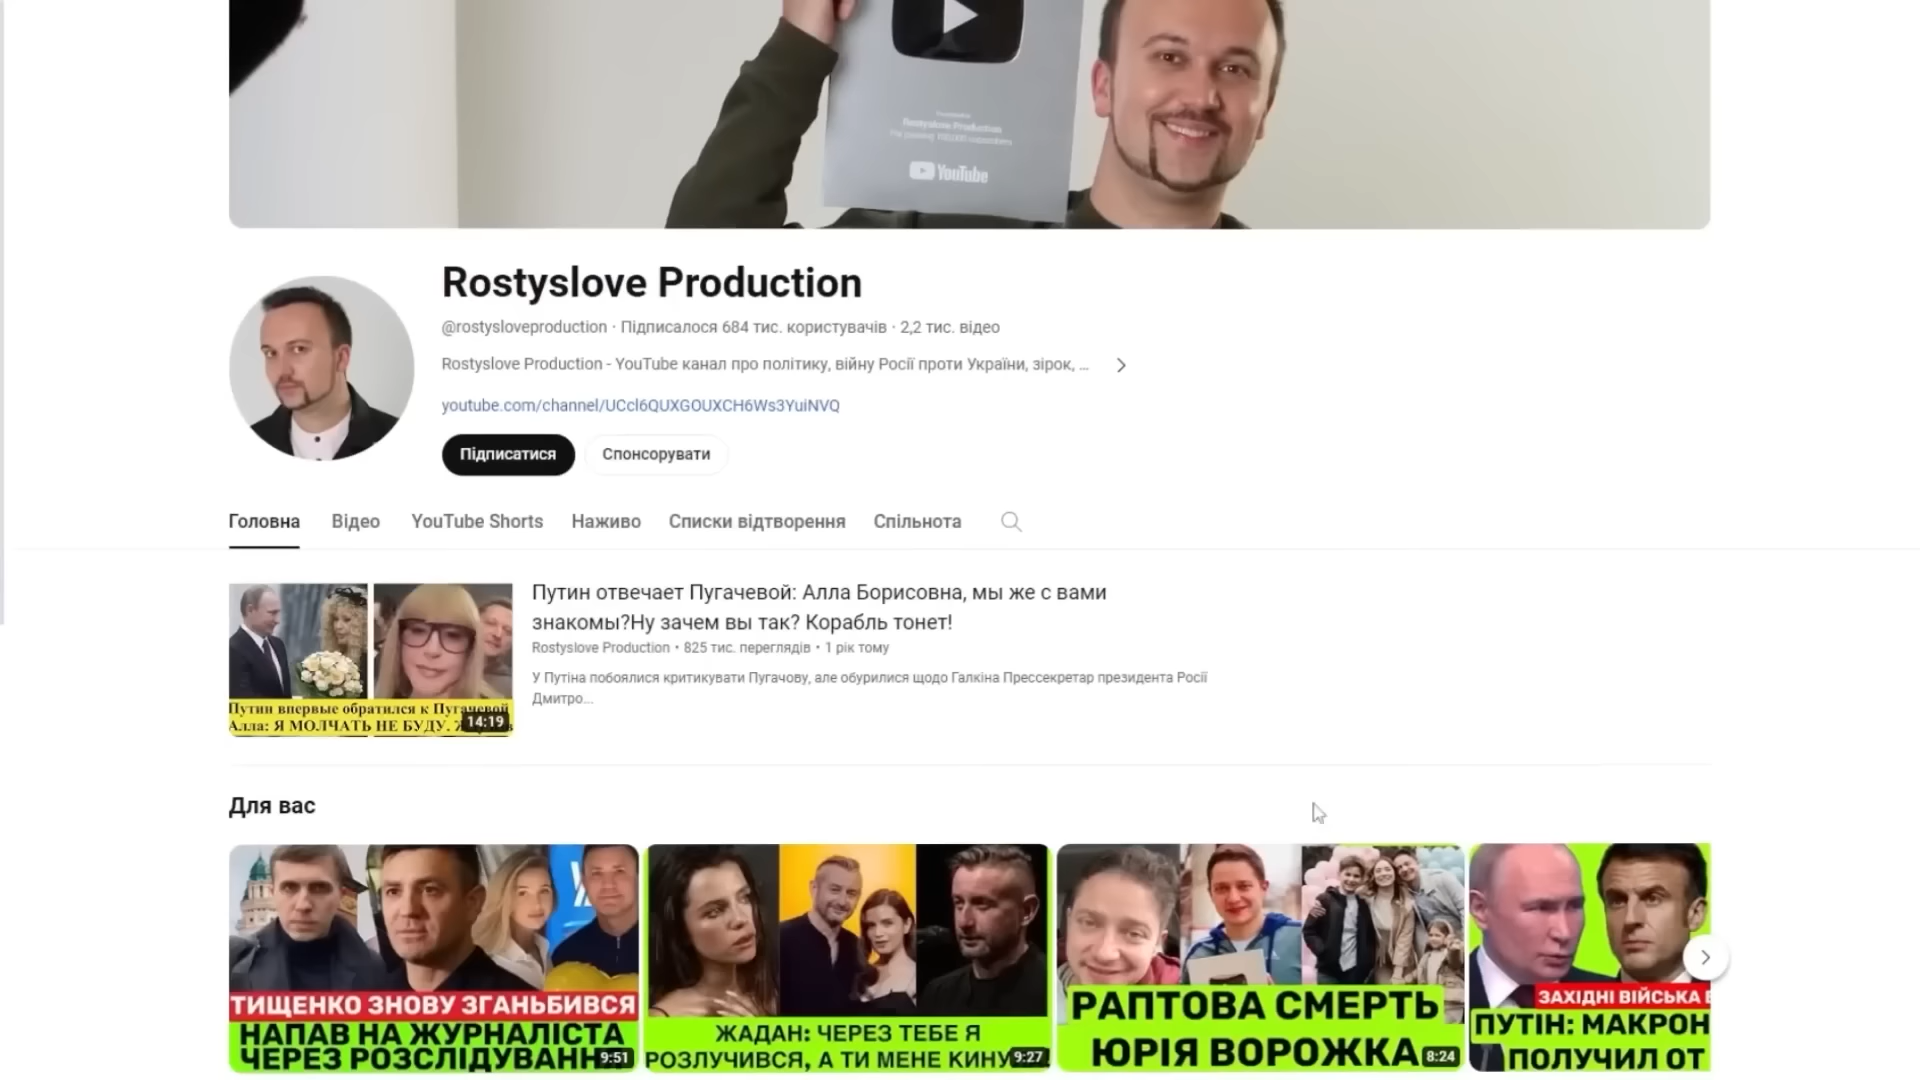 Rostyslove Production
YouTube
Rostyslove Production
@rostysloveproduction · Підписалося 684 тис. користувачів · 2,2 тис. відео
Rostyslove Production - YouTube канал про політику, війну Росії проти України, зірок, ...
youtube.com/channel/UCcl6QUXGOUXCH6Ws3YuiNVQ
Підписатися
Спонсорувати
Головна
Відео
YouTube Shorts
Наживо
Списки відтворення
Спільнота
Путин отвечает Пугачевой: Алла Борисовна, мы же с вами
знакомы?Ну зачем вы так? Корабль тонет!
Rostyslove Production • 825 тис. переглядів • 1 рік тому
У Путіна побоялися критикувати Пугачову, але обурилися щодо Галкіна Прессекретар президента Росії
Дмитро...
Путин впервые обратился к Пугачевой
Алла: Я МОЛЧАТЬ НЕ БУДУ.
14:19
Для вас
ТИЩЕНКО ЗНОВУ ЗГАНЬБИВСЯ
НАПАВ НА ЖУРНАЛІСТА
ЧЕРЕЗ РОЗСЛІДУВАНН
9:51
ЖАДАН: ЧЕРЕЗ ТЕБЕ Я
РОЗЛУЧИВСЯ, А ТИ МЕНЕ КИНУ
9:27
РАПТОВА СМЕРТЬ
ЮРІЯ ВОРОЖКА
8:24
ЗАХІДНІ ВІЙСЬКА
ПУТІН: МАКРОН
ПОЛУЧИЛ ОТ